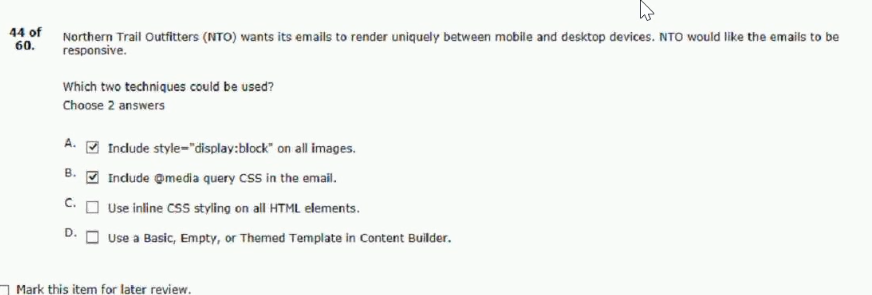 44 of
60.
Northern Trail Outfitters (NTO) wants its emails to render uniquely between mobile and desktop devices. NTO would like the emails to be
responsive.
Which two techniques could be used?
Choose 2 answers
A. Include style="display:block" on all images.
B. Include @media query CSS in the email.
C. Use inline CSS styling on all HTML elements.
D. Use a Basic, Empty, or Themed Template in Content Builder.
Mark this item for later review.